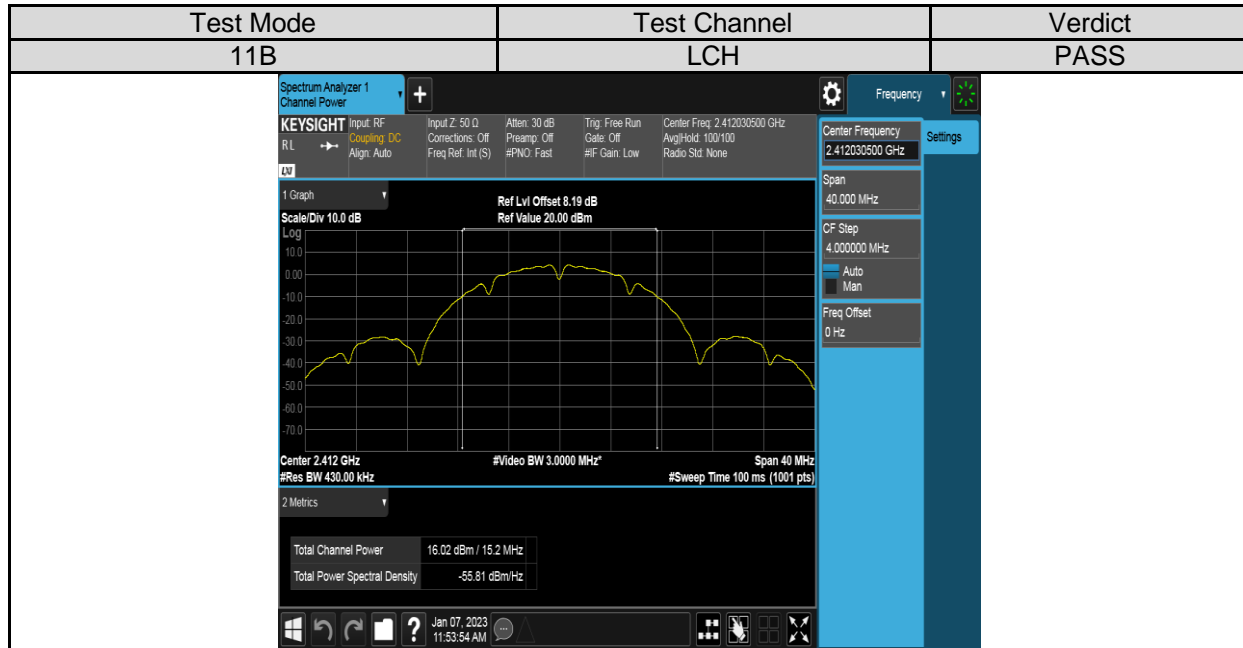 Test Mode Test Channel Verdict
11B LCH PASS
Spectrum Analyzer 1
Channel Power
+
Frequency
KEYSIGHT
RL
LXI
Input: RF
Coupling: DC
Align: Auto
Input Z: 50 Ω
Corrections: Off
Freq Ref: Int (S)
Atten: 30 dB
Preamp: Off
#PNO: Fast
Trig: Free Run
Gate: Off
#IF Gain: Low
Center Freq: 2.412030500 GHz
Avg|Hold: 100/100
Radio Std: None
Center Frequency
2.412030500 GHz
Settings
Span
40.000 MHz
CF Step
4.000000 MHz
Auto
Man
Freq Offset
0 Hz
1 Graph
Scale/Div 10.0 dB
Ref Lvl Offset 8.19 dB
Ref Value 20.00 dBm
Log
10.0
0.00
-10.0
-20.0
-30.0
-40.0
-50.0
-60.0
-70.0
Center 2.412 GHz #Video BW 3.0000 MHz* Span 40 MHz
#Res BW 430.00 kHz #Sweep Time 100 ms (1001 pts)
2 Metrics
Total Channel Power 16.02 dBm / 15.2 MHz
Total Power Spectral Density -55.81 dBm/Hz
?
Jan 07, 2023
11:53:54 AM